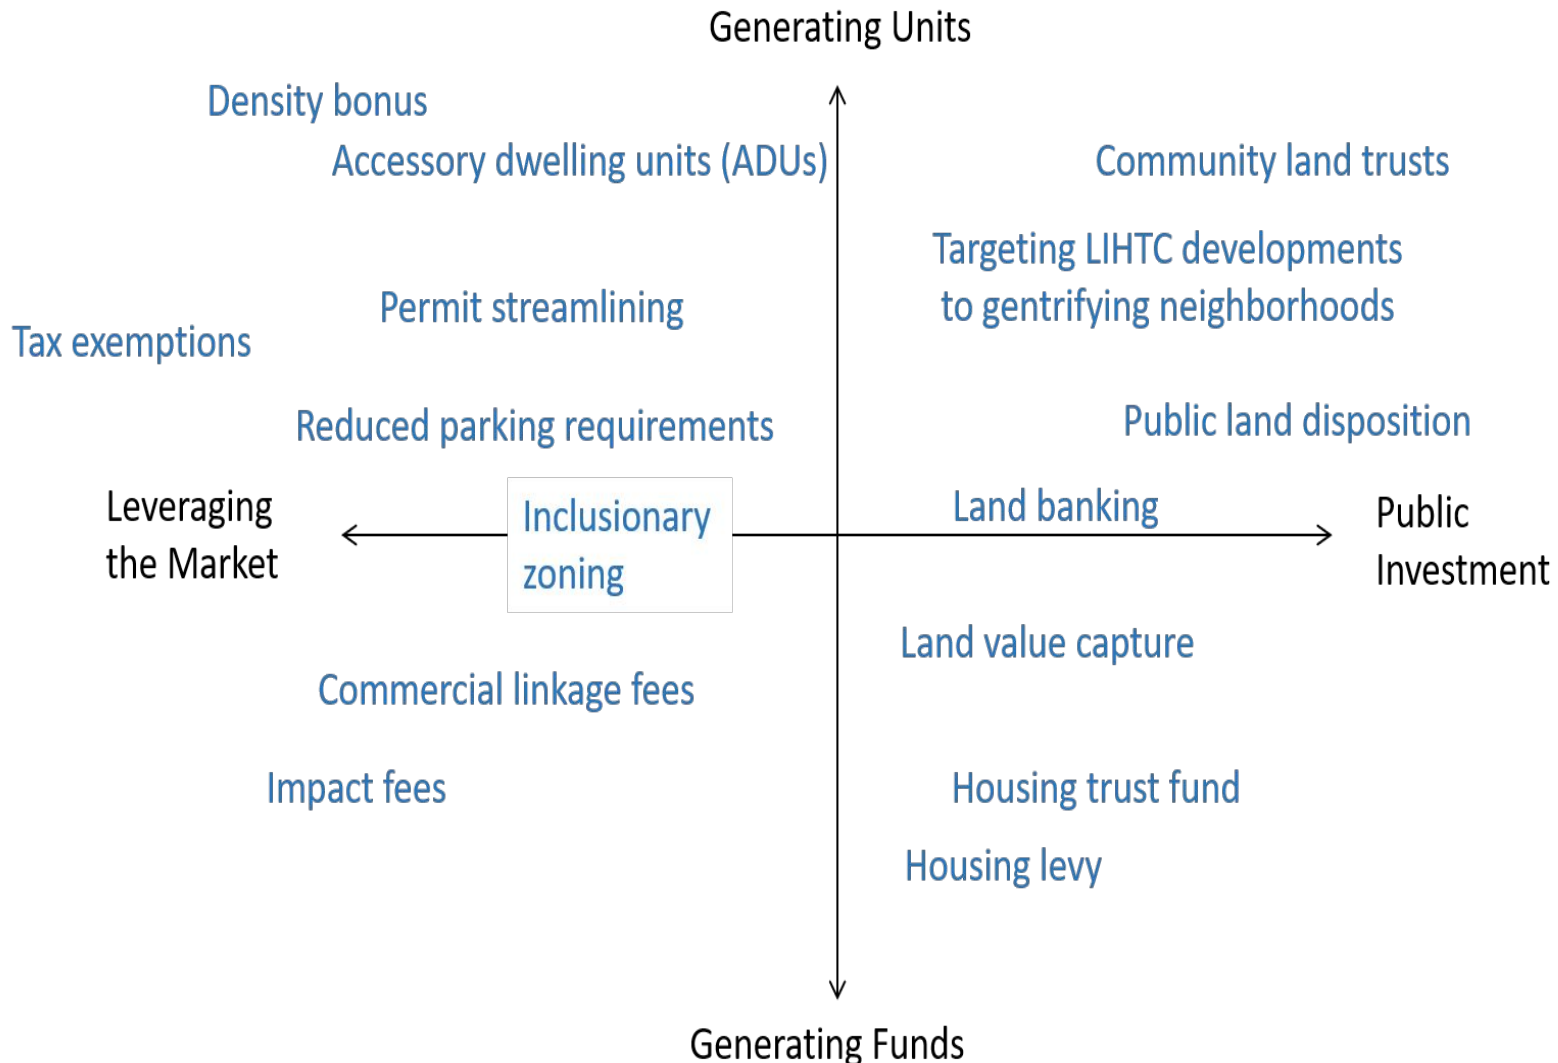 Generating Units
Density bonus
Accessory dwelling units (ADUs)
Community land trusts
Targeting LIHTC developments
to gentrifying neighborhoods
Permit streamlining
Tax exemptions
Reduced parking requirements
Public land disposition
Leveraging
the Market
Inclusionary
zoning
Land banking
Public
Investment
Land value capture
Commercial linkage fees
Impact fees
Housing trust fund
Housing levy
Generating Funds